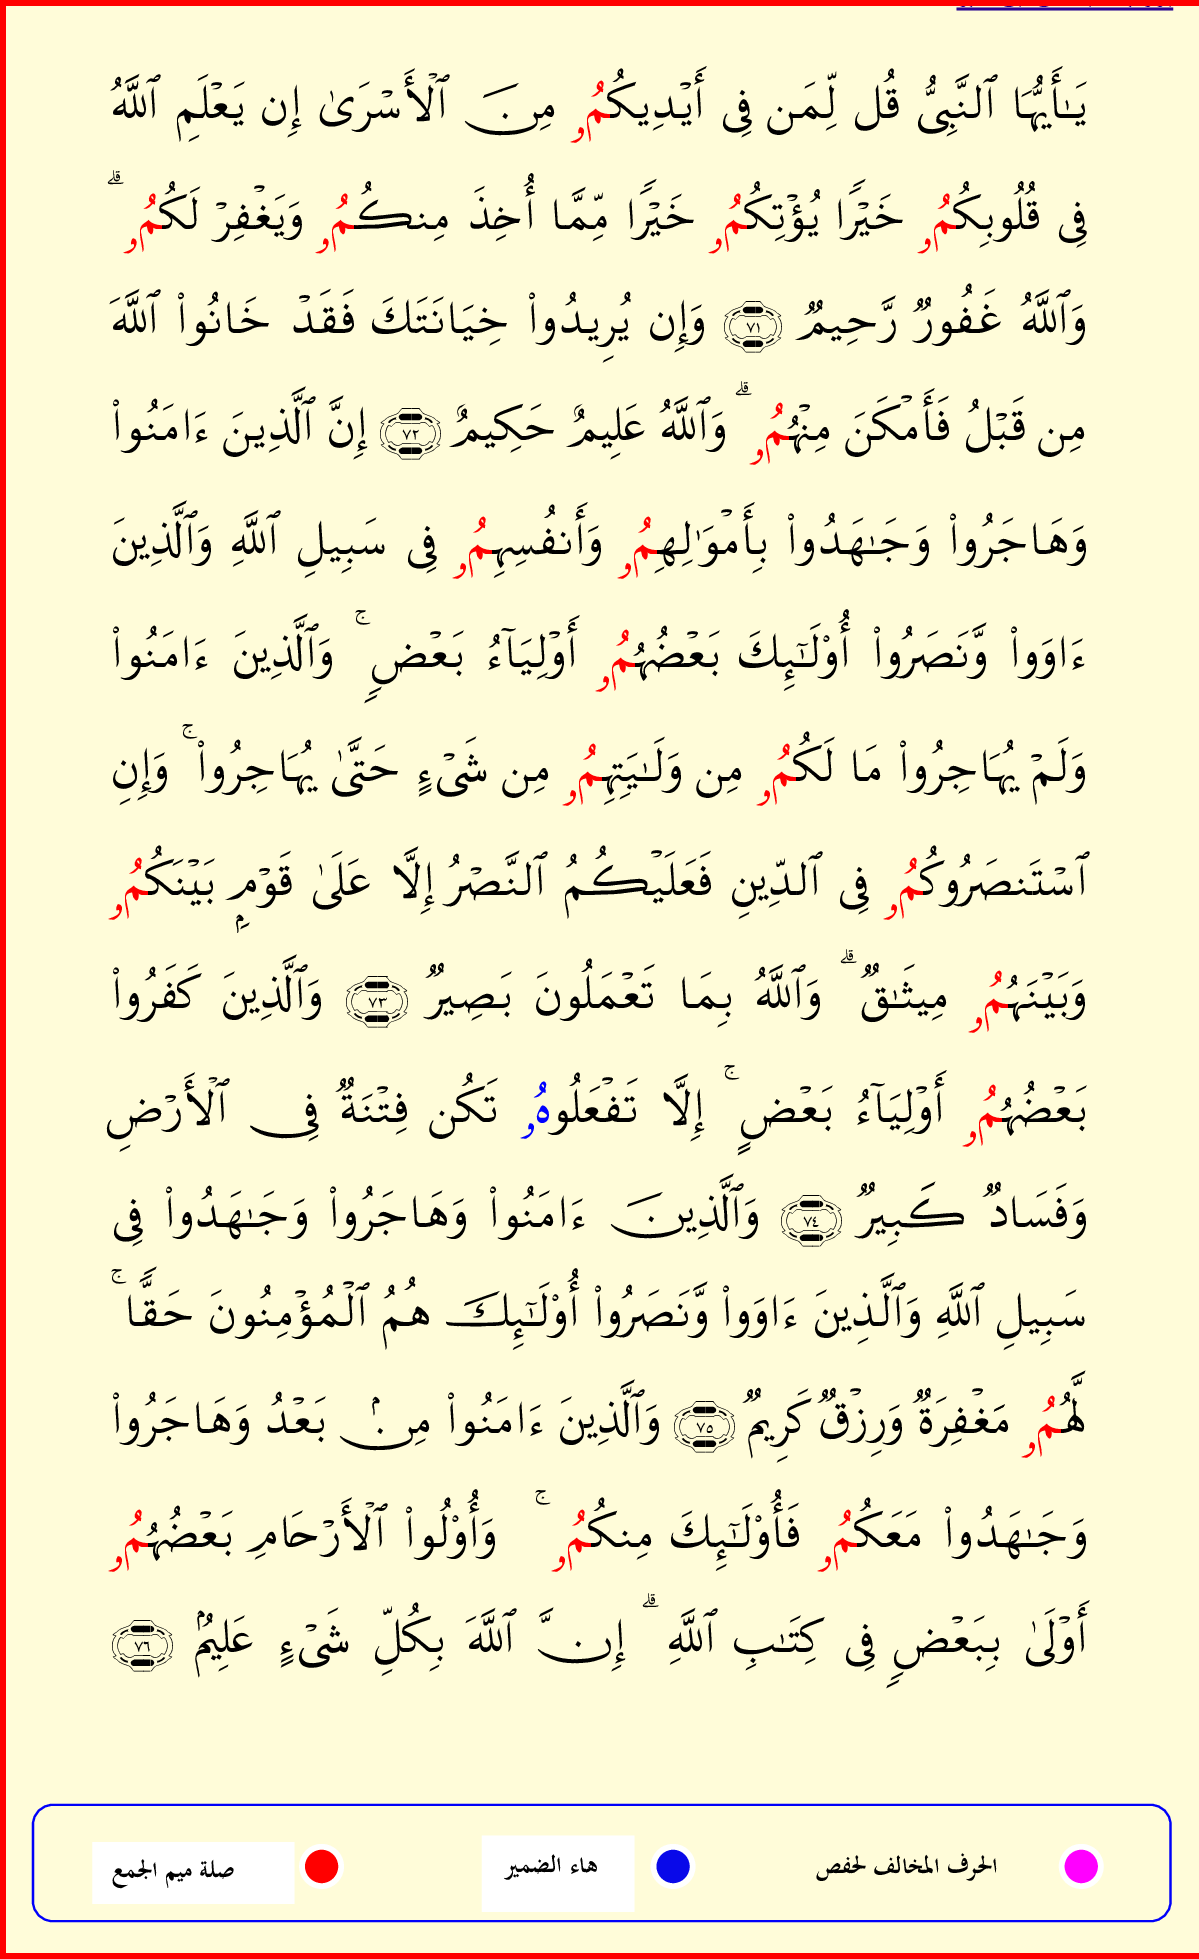 يَـٰٓأَيُّهَا ٱلنَّبِىُّ قُل لِّمَن فِى أَيْدِيكُمُۥ مِنَ ٱلْأَسْرَىٰ إِن يَعْلَمِ ٱللَّهُ
فِى قُلُوبِكُمُۥ خَيْرًا يُؤْتِكُمُۥ خَيْرًا مِّمَّا أُخِذَ مِنكُمُۥ وَيَغْفِرْ لَكُمُۥ ۗ
وَٱللَّهُ غَفُورٌ رَّحِيمٌ ٧١ وَإِن يُرِيدُوا۟ خِيَانَتَكَ فَقَدْ خَانُوا۟ ٱللَّهَ
مِن قَبْلُ فَأَمْكَنَ مِنْهُمُۥ ۗ وَٱللَّهُ عَلِيمٌ حَكِيمٌ ٧٢ إِنَّ ٱلَّذِينَ ءَامَنُوا۟
وَهَاجَرُوا۟ وَجَـٰهَدُوا۟ بِأَمْوَٰلِهِمُۥ وَأَنفُسِهِمُۥ فِى سَبِيلِ ٱللَّهِ وَٱلَّذِينَ
ءَاوَوا۟ وَّنَصَرُوا۟ أُو۟لَـٰٓئِكَ بَعْضُهُمُۥ أَوْلِيَآءُ بَعْضٍ ۚ وَٱلَّذِينَ ءَامَنُوا۟
وَلَمْ يُهَاجِرُوا۟ مَا لَكُمُۥ مِن وَلَـٰيَتِهِمُۥ مِن شَىْءٍ حَتَّىٰ يُهَاجِرُوا۟ ۚ وَإِنِ
ٱسْتَنصَرُوكُمُۥ فِى ٱلدِّينِ فَعَلَيْكُمُ ٱلنَّصْرُ إِلَّا عَلَىٰ قَوْمٍۭ بَيْنَكُمُۥ
وَبَيْنَهُمُۥ مِيثَـٰقٌ ۗ وَٱللَّهُ بِمَا تَعْمَلُونَ بَصِيرٌ ٧٣ وَٱلَّذِينَ كَفَرُوا۟
بَعْضُهُمُۥ أَوْلِيَآءُ بَعْضٍ ۚ إِلَّا تَفْعَلُوهُۥ تَكُن فِتْنَةٌ فِى ٱلْأَرْضِ
وَفَسَادٌ كَبِيرٌ ٧٤ وَٱلَّذِينَ ءَامَنُوا۟ وَهَاجَرُوا۟ وَجَـٰهَدُوا۟ فِى
سَبِيلِ ٱللَّهِ وَٱلَّذِينَ ءَاوَوا۟ وَّنَصَرُوا۟ أُو۟لَـٰٓئِكَ هُمُ ٱلْمُؤْمِنُونَ حَقًّا ۚ
لَّهُمُۥ مَغْفِرَةٌ وَرِزْقٌ كَرِيمٌ ٧٥ وَٱلَّذِينَ ءَامَنُوا۟ مِنۢ بَعْدُ وَهَاجَرُوا۟
وَجَـٰهَدُوا۟ مَعَكُمُۥ فَأُو۟لَـٰٓئِكَ مِنكُمُۥ ۚ وَأُو۟لُوا۟ ٱلْأَرْحَامِ بَعْضُهُمُۥ
أَوْلَىٰ بِبَعْضٍ فِى كِتَـٰبِ ٱللَّهِ ۗ إِنَّ ٱللَّهَ بِكُلِّ شَىْءٍ عَلِيمٌۢ ٧٦
الحرف المخالف لحفص هاء الضمير صلة ميم الجمع